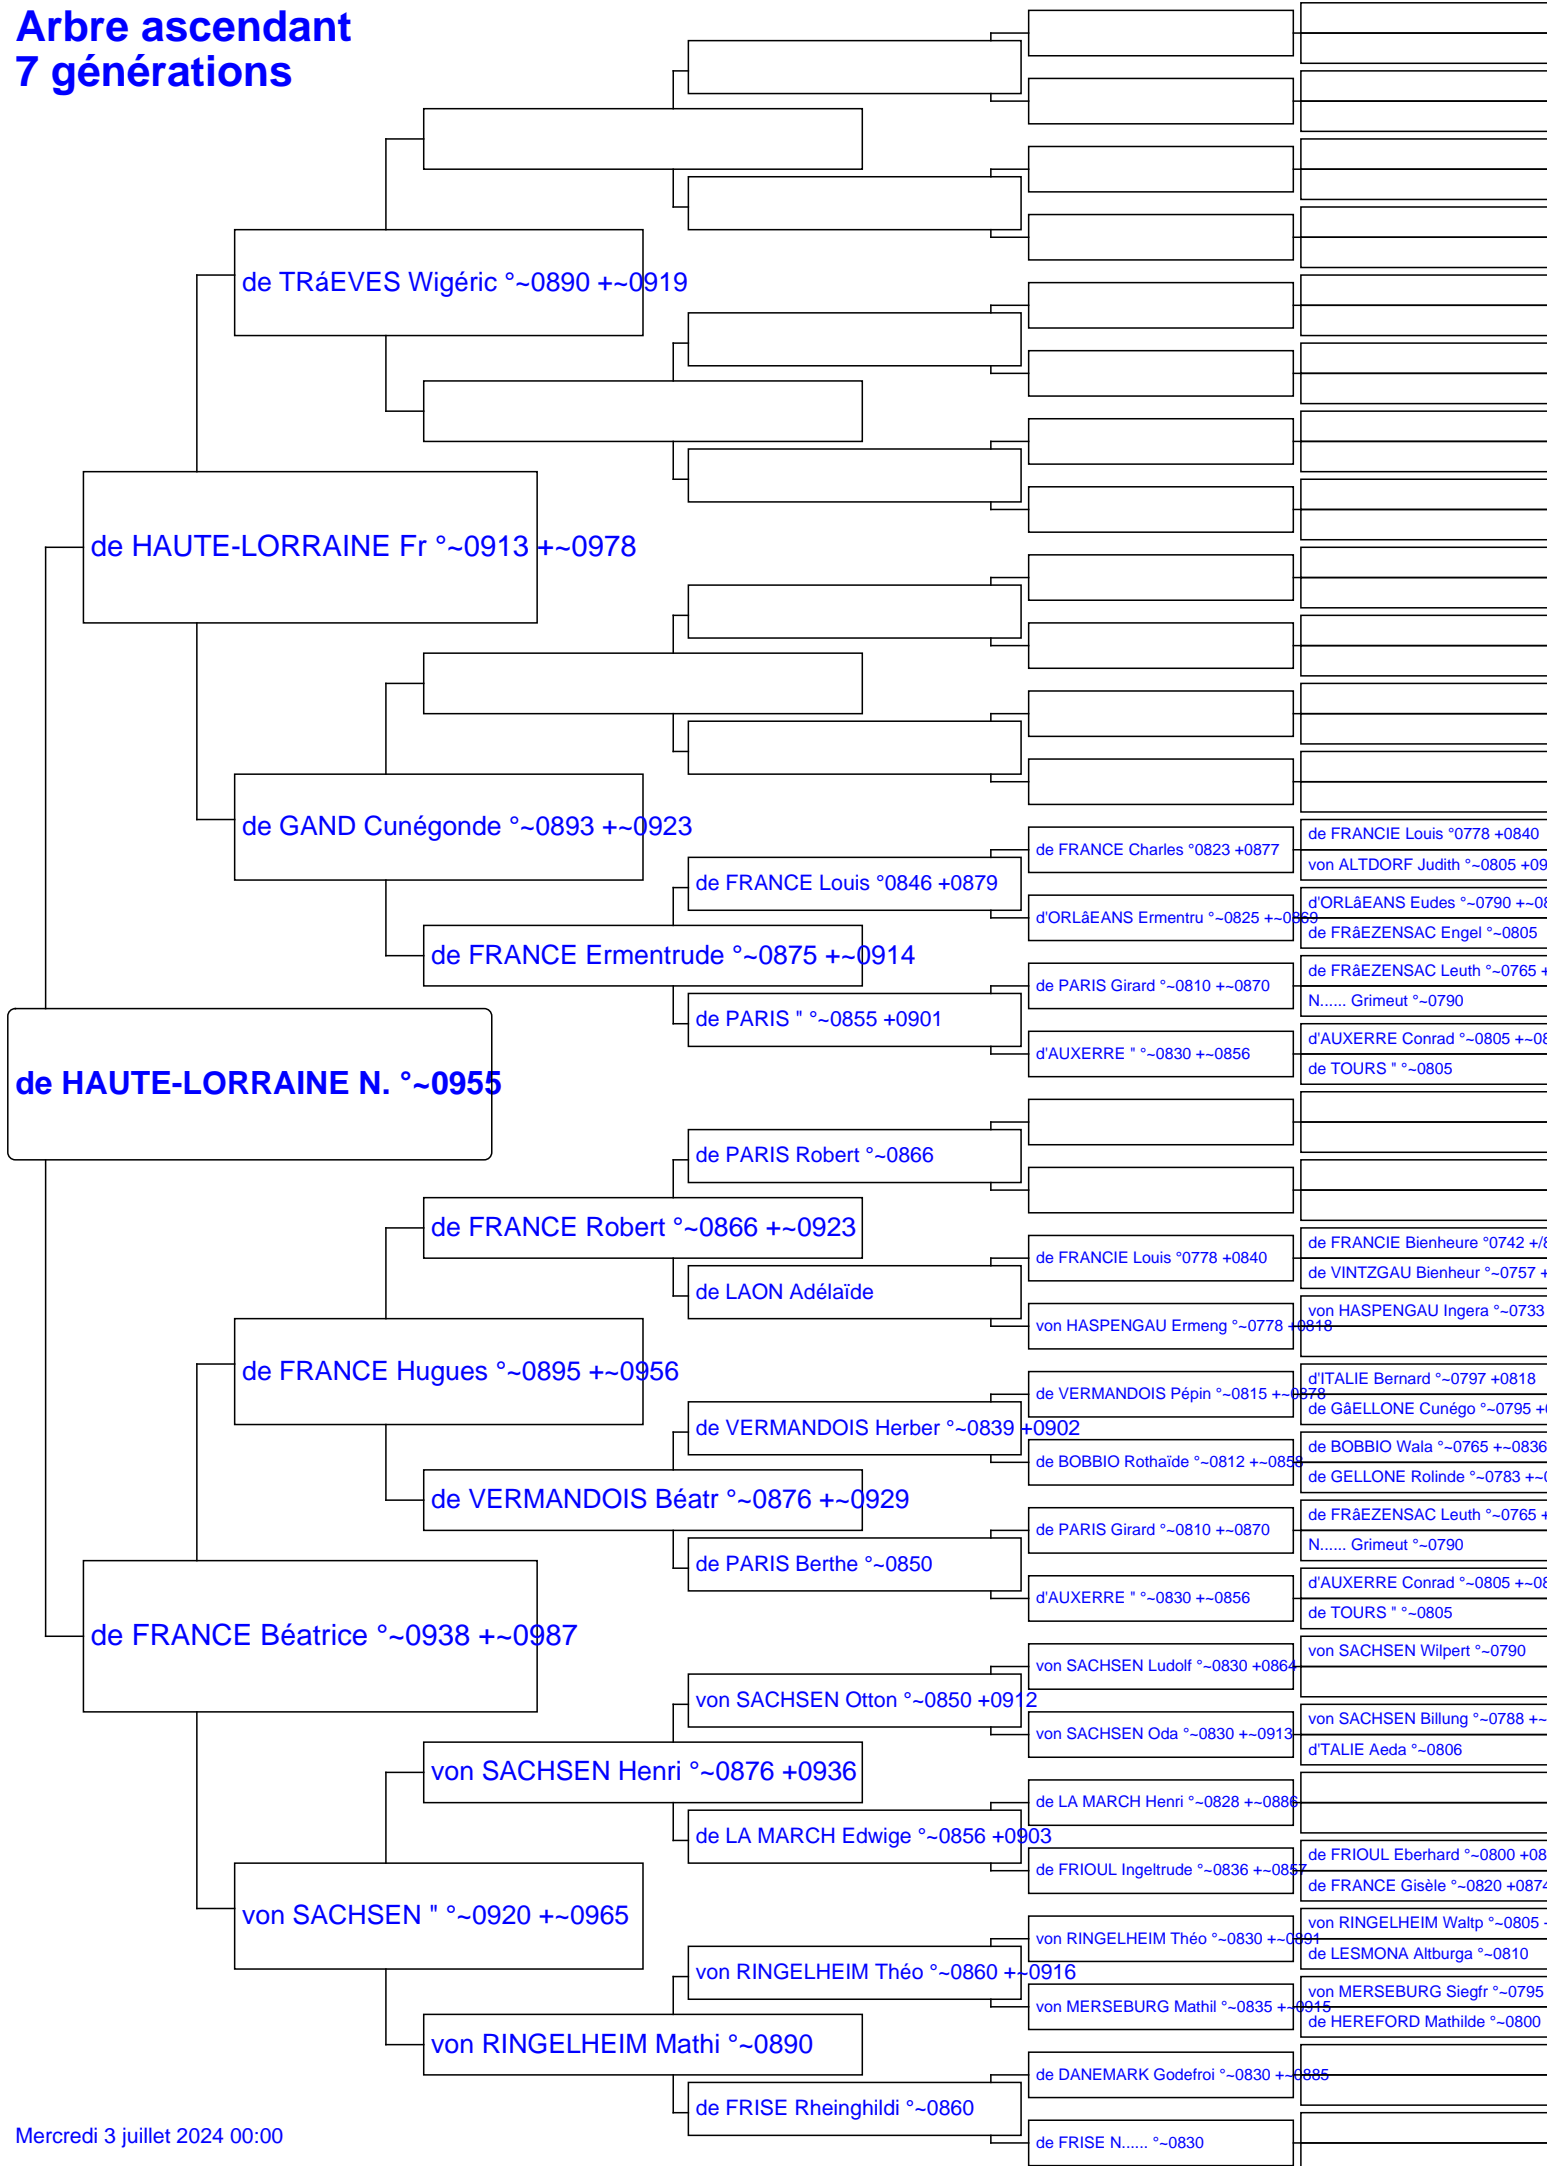 Arbre ascendant
7 générations
de TRáEVES Wigéric °~0890 +~0919
de HAUTE-LORRAINE Fr °~0913 +~0978
de GAND Cunégonde °~0893 +~0923
de FRANCE Charles °0823 +0877
de FRANCIE Louis °0778 +0840
von ALTDORF Judith °~0805 +09
de FRANCE Louis °0846 +0879
d'ORLâEANS Ermentru °~0825 +~0869
d'ORLâEANS Eudes °~0790 +~08
de FRâEZENSAC Engel °~0805
de FRANCE Ermentrude °~0875 +~0914
de PARIS Girard °~0810 +~0870
de FRâEZENSAC Leuth °~0765 +
N...... Grimeut °~0790
de PARIS " °~0855 +0901
d'AUXERRE " °~0830 +~0856
d'AUXERRE Conrad °~0805 +~08
de TOURS " °~0805
de HAUTE-LORRAINE N. °~0955
de PARIS Robert °~0866
de FRANCE Robert °~0866 +~0923
de FRANCIE Louis °0778 +0840
de FRANCIE Bienheure °0742 +/8
de VINTZGAU Bienheur °~0757 +
de LAON Adélaïde
von HASPENGAU Ermeng °~0778 +0818
von HASPENGAU Ingera °~0733
de FRANCE Hugues °~0895 +~0956
de VERMANDOIS Pépin °~0815 +~0878
d'ITALIE Bernard °~0797 +0818
de GâELLONE Cunégo °~0795 +0
de VERMANDOIS Herber °~0839 +0902
de BOBBIO Rothaïde °~0812 +~0858
de BOBBIO Wala °~0765 +~0836
de GELLONE Rolinde °~0783 +~0
de VERMANDOIS Béatr °~0876 +~0929
de PARIS Girard °~0810 +~0870
de FRâEZENSAC Leuth °~0765 +
N...... Grimeut °~0790
de PARIS Berthe °~0850
d'AUXERRE " °~0830 +~0856
d'AUXERRE Conrad °~0805 +~08
de TOURS " °~0805
de FRANCE Béatrice °~0938 +~0987
von SACHSEN Ludolf °~0830 +0864
von SACHSEN Wilpert °~0790
von SACHSEN Otton °~0850 +0912
von SACHSEN Oda °~0830 +~0913
von SACHSEN Billung °~0788 +~
d'TALIE Aeda °~0806
von SACHSEN Henri °~0876 +0936
de LA MARCH Henri °~0828 +~0886
de LA MARCH Edwige °~0856 +0903
de FRIOUL Ingeltrude °~0836 +~0857
de FRIOUL Eberhard °~0800 +08
de FRANCE Gisèle °~0820 +0874
von SACHSEN " °~0920 +~0965
von RINGELHEIM Théo °~0830 +~0891
von RINGELHEIM Waltp °~0805 +
de LESMONA Altburga °~0810
von RINGELHEIM Théo °~0860 +~0916
von MERSEBURG Mathil °~0835 +~0915
von MERSEBURG Siegfr °~0795
de HEREFORD Mathilde °~0800
von RINGELHEIM Mathi °~0890
de DANEMARK Godefroi °~0830 +~0885
de FRISE Rheinghildi °~0860
de FRISE N...... °~0830
Mercredi 3 juillet 2024 00:00